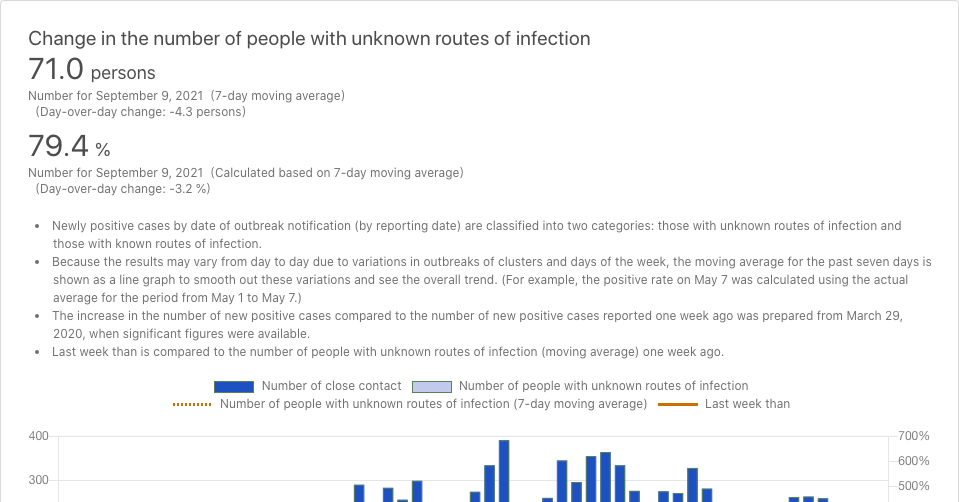 Change in the number of people with unknown routes of infection
71.0 persons
Number for September 9, 2021 (7-day moving average)
(Day-over-day change: -4.3 persons)
79.4 %
Number for September 9, 2021 (Calculated based on 7-day moving average)
(Day-over-day change: -3.2 %)
• Newly positive cases by date of outbreak notification (by reporting date) are classified into two categories: those with unknown routes of infection and
those with known routes of infection.
• Because the results may vary from day to day due to variations in outbreaks of clusters and days of the week, the moving average for the past seven days is
shown as a line graph to smooth out these variations and see the overall trend. (For example, the positive rate on May 7 was calculated using the actual
average for the period from May 1 to May 7.)
• The increase in the number of new positive cases compared to the number of new positive cases reported one week ago was prepared from March 29,
2020, when significant figures were available.
• Last week than is compared to the number of people with unknown routes of infection (moving average) one week ago.
Number of close contact Number of people with unknown routes of infection
Number of people with unknown routes of infection (7-day moving average) Last week than
400 700%
600%
300 500%